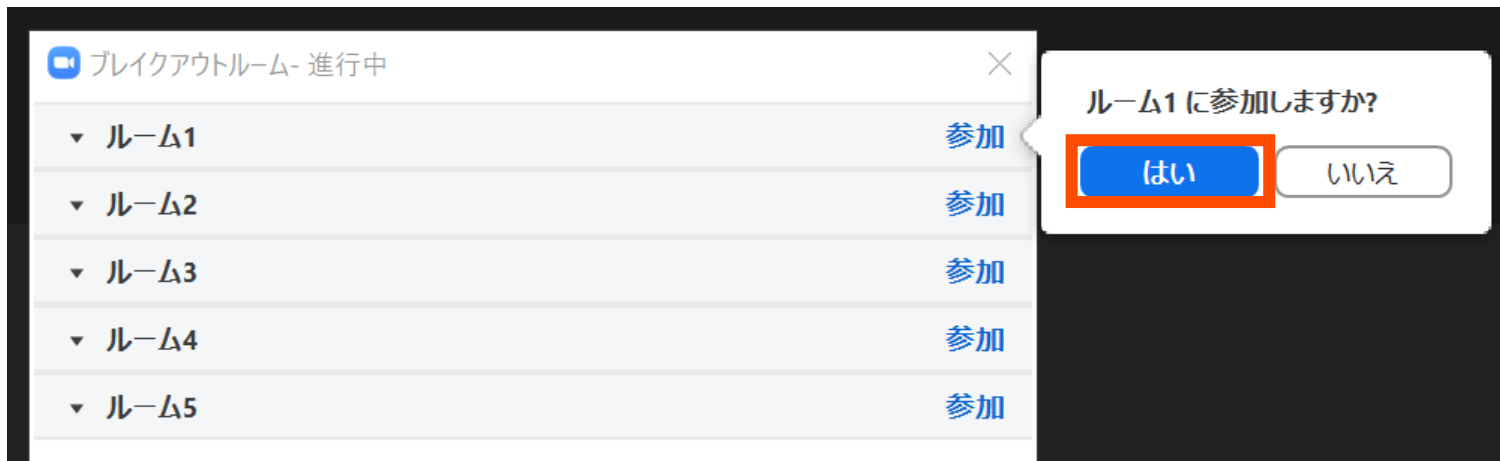 ブレイクアウトルーム- 進行中
ルーム1 参加
ルーム2 参加
ルーム3 参加
ルーム4 参加
ルーム5 参加
ルーム1 に参加しますか?
はい いいえ